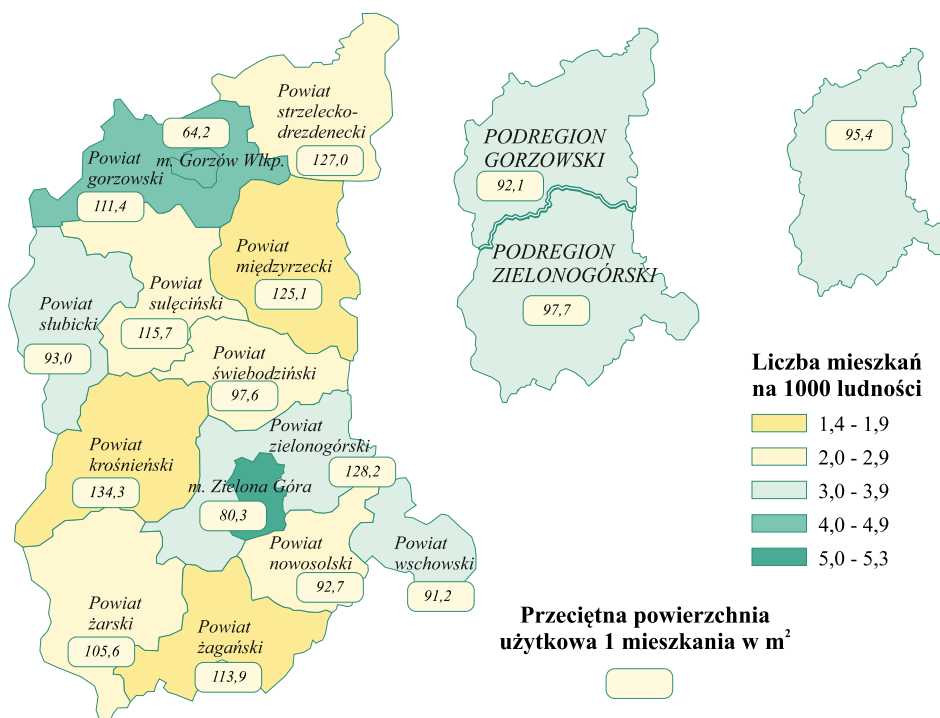 Powiat
strzelecko-
drezdenecki
127,0
64,2
m. Gorzów Wlkp.
Powiat
gorzowski
111,4
Powiat
międzyrzecki
125,1
Powiat
sulęciński
115,7
Powiat
słubicki
93,0
Powiat
świebodziński
97,6
Powiat
zielonogórski
128,2
Powiat
krośnieński
134,3
m. Zielona Góra
80,3
Powiat
nowosolski
92,7
Powiat
wschowski
91,2
Powiat
żarski
105,6
Powiat
żagański
113,9
PODREGION
GORZOWSKI
92,1
PODREGION
ZIELONOGÓRSKI
97,7
95,4
Liczba mieszkań
na 1000 ludności
1,4 - 1,9
2,0 - 2,9
3,0 - 3,9
4,0 - 4,9
5,0 - 5,3
Przeciętna powierzchnia
użytkowa 1 mieszkania w m²